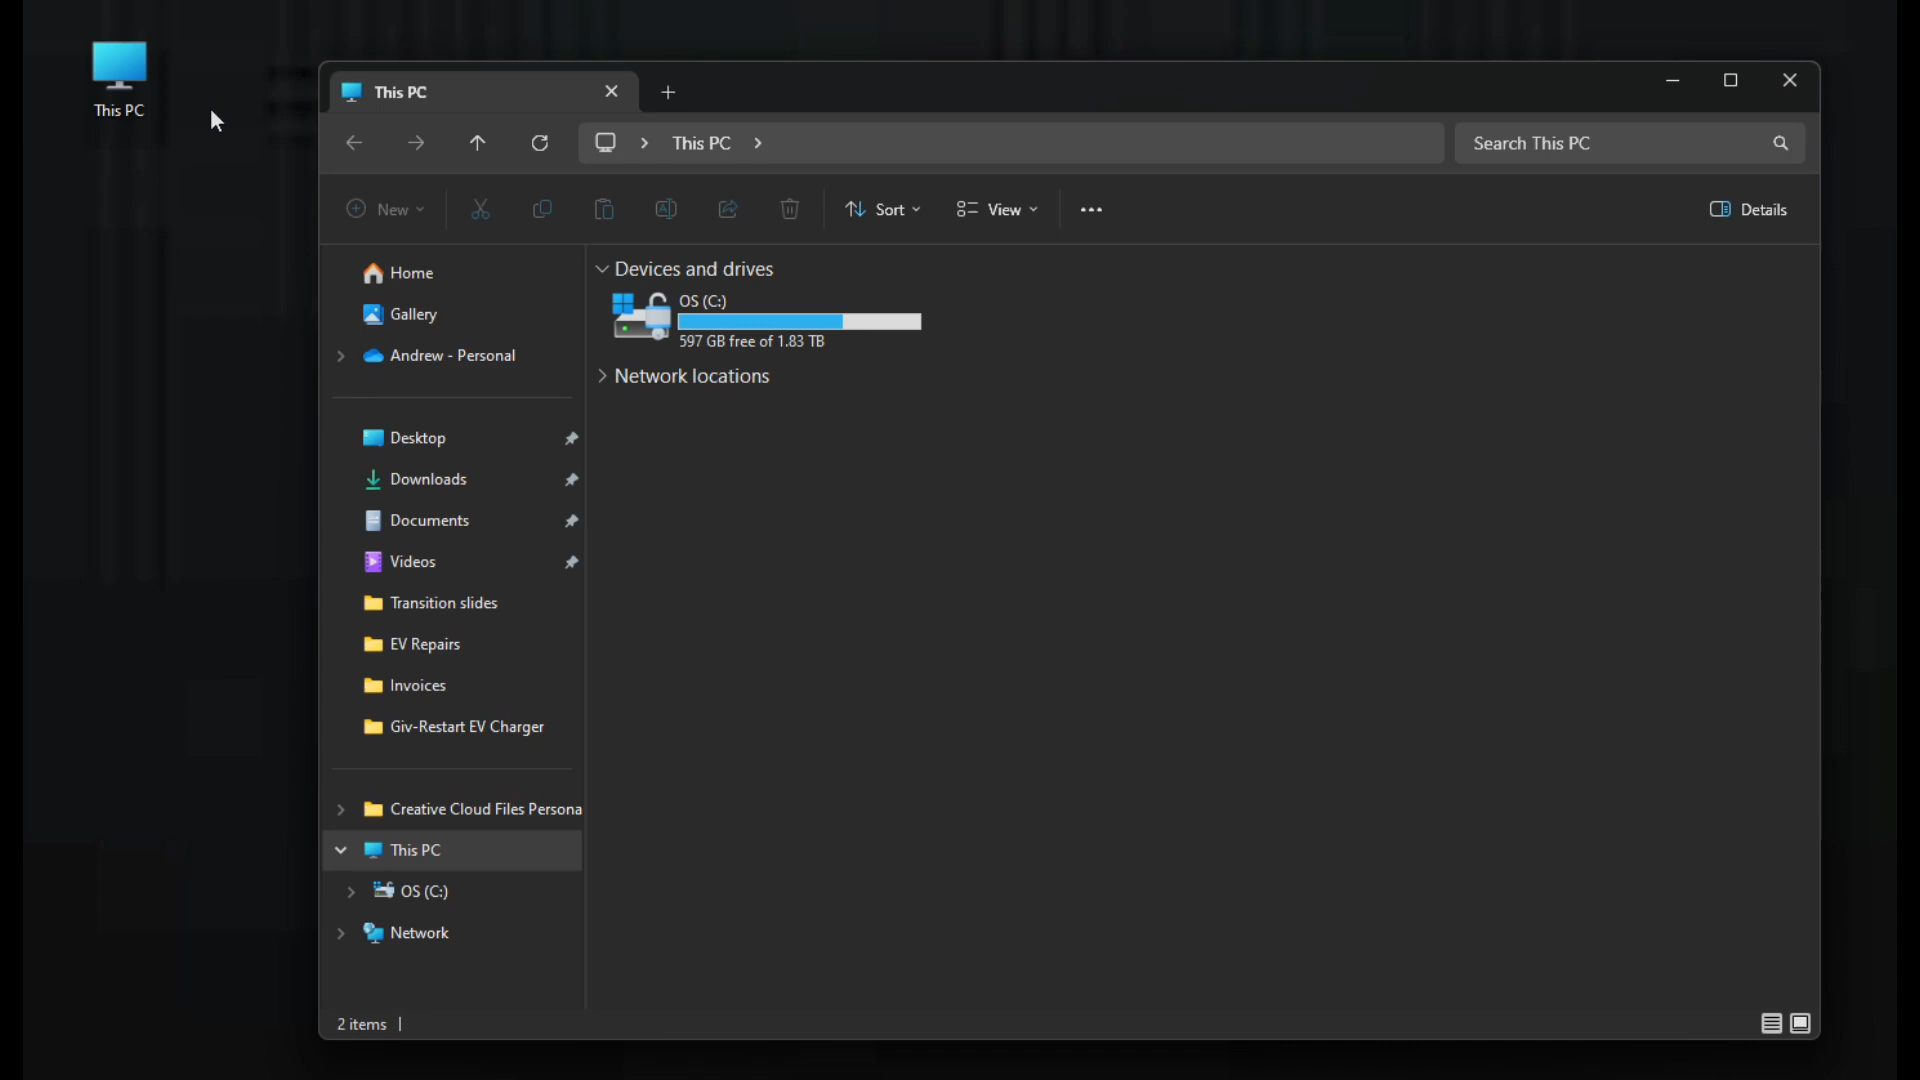 This PC
This PC
This PC
Search This PC
New
Sort
View
Details
Home
Gallery
Andrew - Personal
Desktop
Downloads
Documents
Videos
Transition slides
EV Repairs
Invoices
Giv-Restart EV Charger
Creative Cloud Files Persona
This PC
OS (C:)
Network
Devices and drives
OS (C:)
597 GB free of 1.83 TB
Network locations
2 items